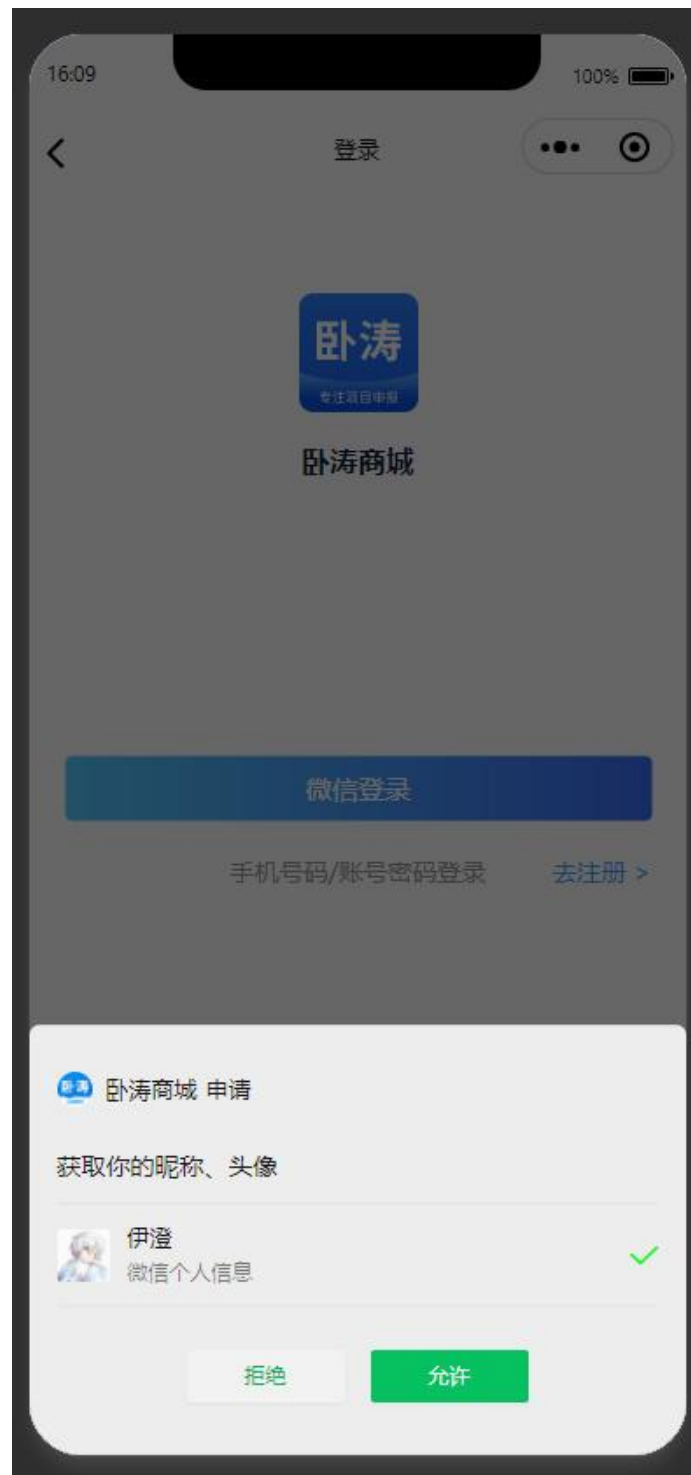 16:09
100%
登录
卧涛
专注项目申报
卧涛商城
微信登录
手机号码/账号密码登录
去注册 >
卧涛商城 申请
获取你的昵称、头像
伊澄
微信个人信息
拒绝
允许